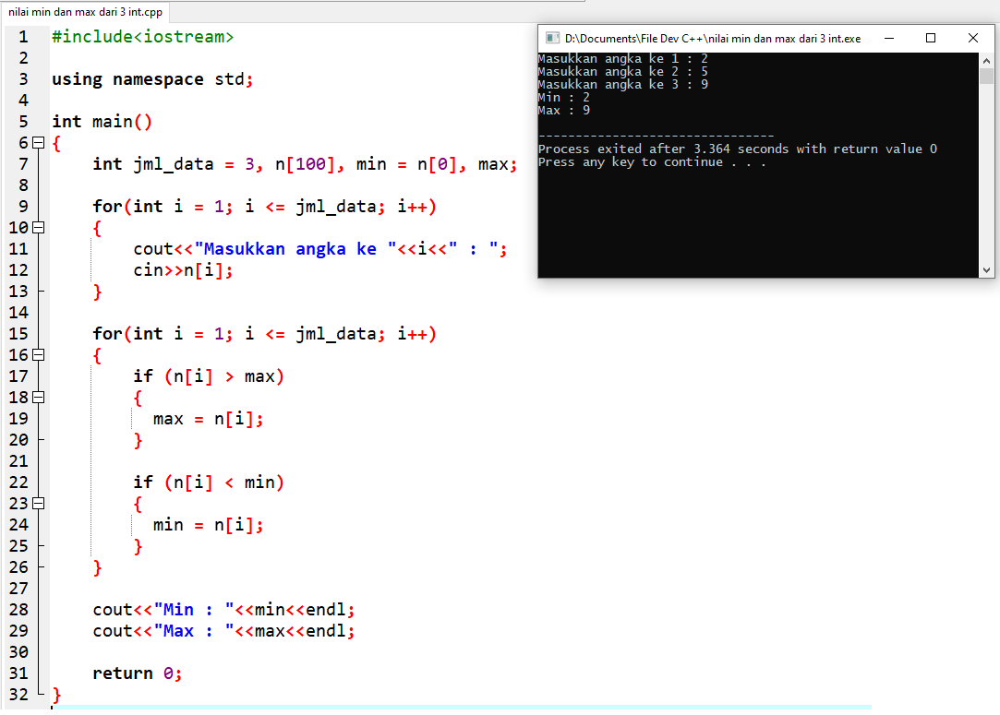 nilai min dan max dari 3 int.cpp
1 #include<iostream>
2
3 using namespace std;
4
5 int main()
6 {
7 int jml_data = 3, n[100], min = n[0], max;
8
9 for(int i = 1; i <= jml_data; i++)
10 {
11 cout<<"Masukkan angka ke "<<i<<" : ";
12 cin>>n[i];
13 }
14
15 for(int i = 1; i <= jml_data; i++)
16 {
17 if (n[i] > max)
18 {
19 max = n[i];
20 }
21
22 if (n[i] < min)
23 {
24 min = n[i];
25 }
26 }
27
28 cout<<"Min : "<<min<<endl;
29 cout<<"Max : "<<max<<endl;
30
31 return 0;
32 }
D:\Documents\File Dev C++\nilai min dan max dari 3 int.exe
Masukkan angka ke 1 : 2
Masukkan angka ke 2 : 5
Masukkan angka ke 3 : 9
Min : 2
Max : 9
--------------------------------
Process exited after 3.364 seconds with return value 0
Press any key to continue . . .